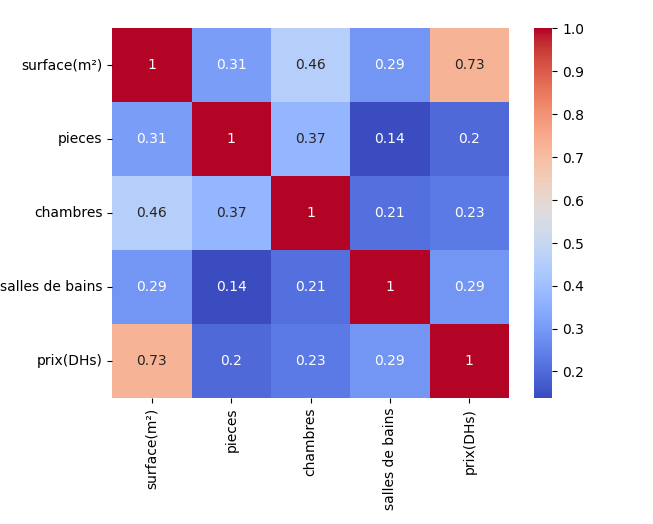 surface(m²) 1 0.31 0.46 0.29 0.73
pieces 0.31 1 0.37 0.14 0.2
chambres 0.46 0.37 1 0.21 0.23
salles de bains 0.29 0.14 0.21 1 0.29
prix(DHs) 0.73 0.2 0.23 0.29 1
surface(m²)
pieces
chambres
salles de bains
prix(DHs)
1.0
0.9
0.8
0.7
0.6
0.5
0.4
0.3
0.2